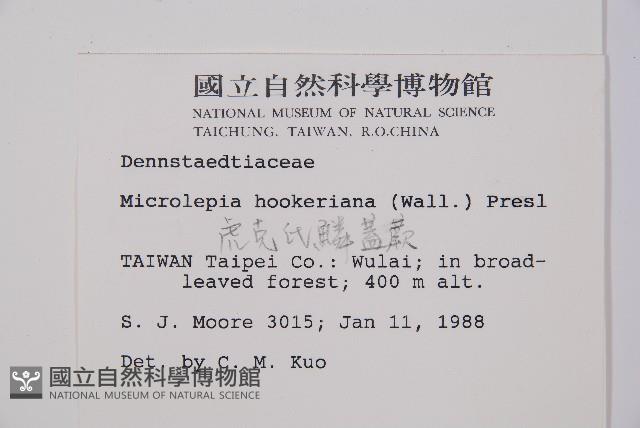 國立自然科學博物館
NATIONAL MUSEUM OF NATURAL SCIENCE
TAICHUNG, TAIWAN, R.O.CHINA
Dennstaedtiaceae
Microlepia hookeriana (Wall.) Presl
虎克氏鱗蓋蕨
TAIWAN Taipei Co.: Wulai; in broad-
leaved forest; 400 m alt.
S. J. Moore 3015; Jan 11, 1988
Det. by C. M. Kuo
國立自然科學博物館
NATIONAL MUSEUM OF NATURAL SCIENCE